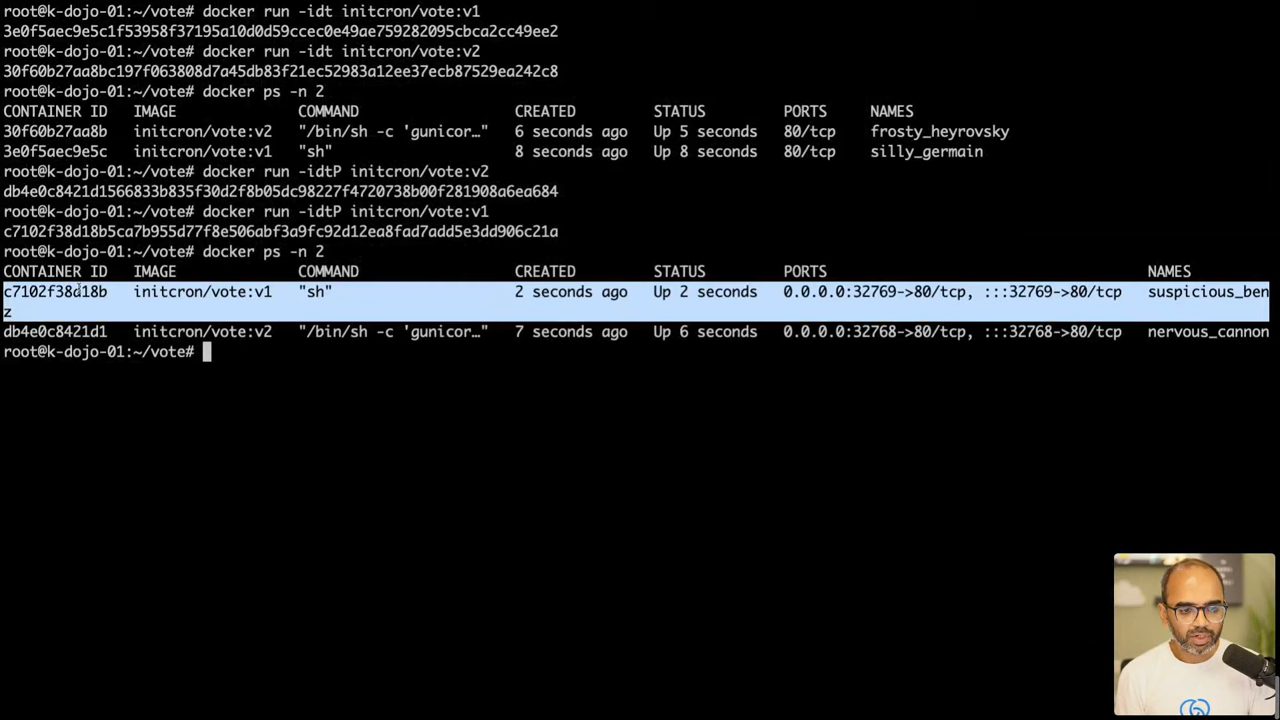 root@k-dojo-01:~/vote# docker run -idt initcron/vote:v1
3e0f5aec9e5c1f53958f37195a10d0d59ccec0e49ae759282095cbca2cc49ee2
root@k-dojo-01:~/vote# docker run -idt initcron/vote:v2
30f60b27aa8bc197f063808d7a45db83f21ec52983a12ee37ecb87529ea242c8
root@k-dojo-01:~/vote# docker ps -n 2
CONTAINER ID IMAGE COMMAND CREATED STATUS PORTS NAMES
30f60b27aa8b initcron/vote:v2 "/bin/sh -c 'gunicor…" 6 seconds ago Up 5 seconds 80/tcp frosty_heyrovsky
3e0f5aec9e5c initcron/vote:v1 "sh" 8 seconds ago Up 8 seconds 80/tcp silly_germain
root@k-dojo-01:~/vote# docker run -idtP initcron/vote:v2
db4e0c8421d1566833b835f30d2f8b05dc98227f4720738b00f281908a6ea684
root@k-dojo-01:~/vote# docker run -idtP initcron/vote:v1
c7102f38d18b5ca7b955d77f8e506abf3a9fc92d12ea8fad7add5e3dd906c21a
root@k-dojo-01:~/vote# docker ps -n 2
CONTAINER ID IMAGE COMMAND CREATED STATUS PORTS NAMES
c7102f38d18b initcron/vote:v1 "sh" 2 seconds ago Up 2 seconds 0.0.0.0:32769->80/tcp, :::32769->80/tcp suspicious_ben
z
db4e0c8421d1 initcron/vote:v2 "/bin/sh -c 'gunicor…" 7 seconds ago Up 6 seconds 0.0.0.0:32768->80/tcp, :::32768->80/tcp nervous_cannon
root@k-dojo-01:~/vote#